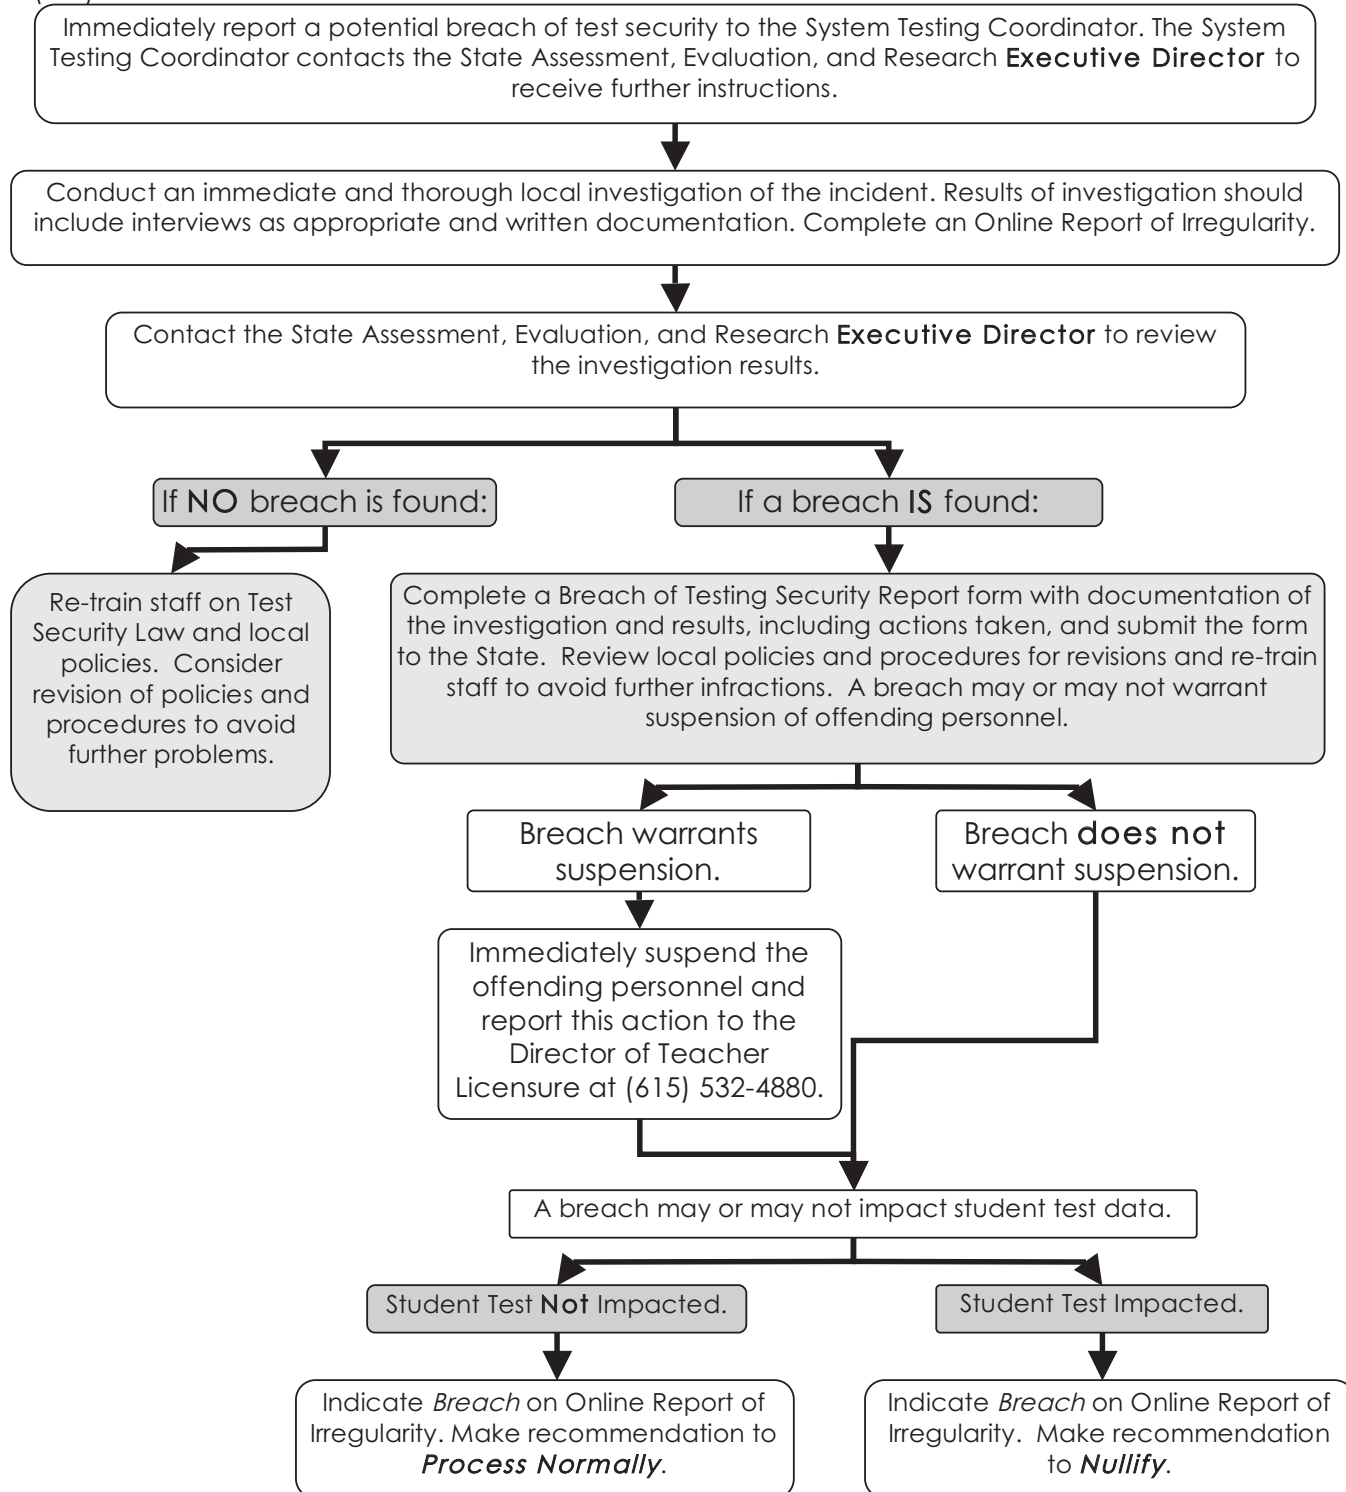 Immediately report a potential breach of test security to the System Testing Coordinator. The System
Testing Coordinator contacts the State Assessment, Evaluation, and Research Executive Director to
receive further instructions.
Conduct an immediate and thorough local investigation of the incident. Results of investigation should
include interviews as appropriate and written documentation. Complete an Online Report of Irregularity.
Contact the State Assessment, Evaluation, and Research Executive Director to review
the investigation results.
If NO breach is found:
If a breach IS found:
Re-train staff on Test
Security Law and local
policies. Consider
revision of policies and
procedures to avoid
further problems.
Complete a Breach of Testing Security Report form with documentation of
the investigation and results, including actions taken, and submit the form
to the State. Review local policies and procedures for revisions and re-train
staff to avoid further infractions. A breach may or may not warrant
suspension of offending personnel.
Breach warrants
suspension.
Breach does not
warrant suspension.
Immediately suspend the
offending personnel and
report this action to the
Director of Teacher
Licensure at (615) 532-4880.
A breach may or may not impact student test data.
Student Test Not Impacted.
Student Test Impacted.
Indicate Breach on Online Report of
Irregularity. Make recommendation to
Process Normally.
Indicate Breach on Online Report of
Irregularity. Make recommendation
to Nullify.